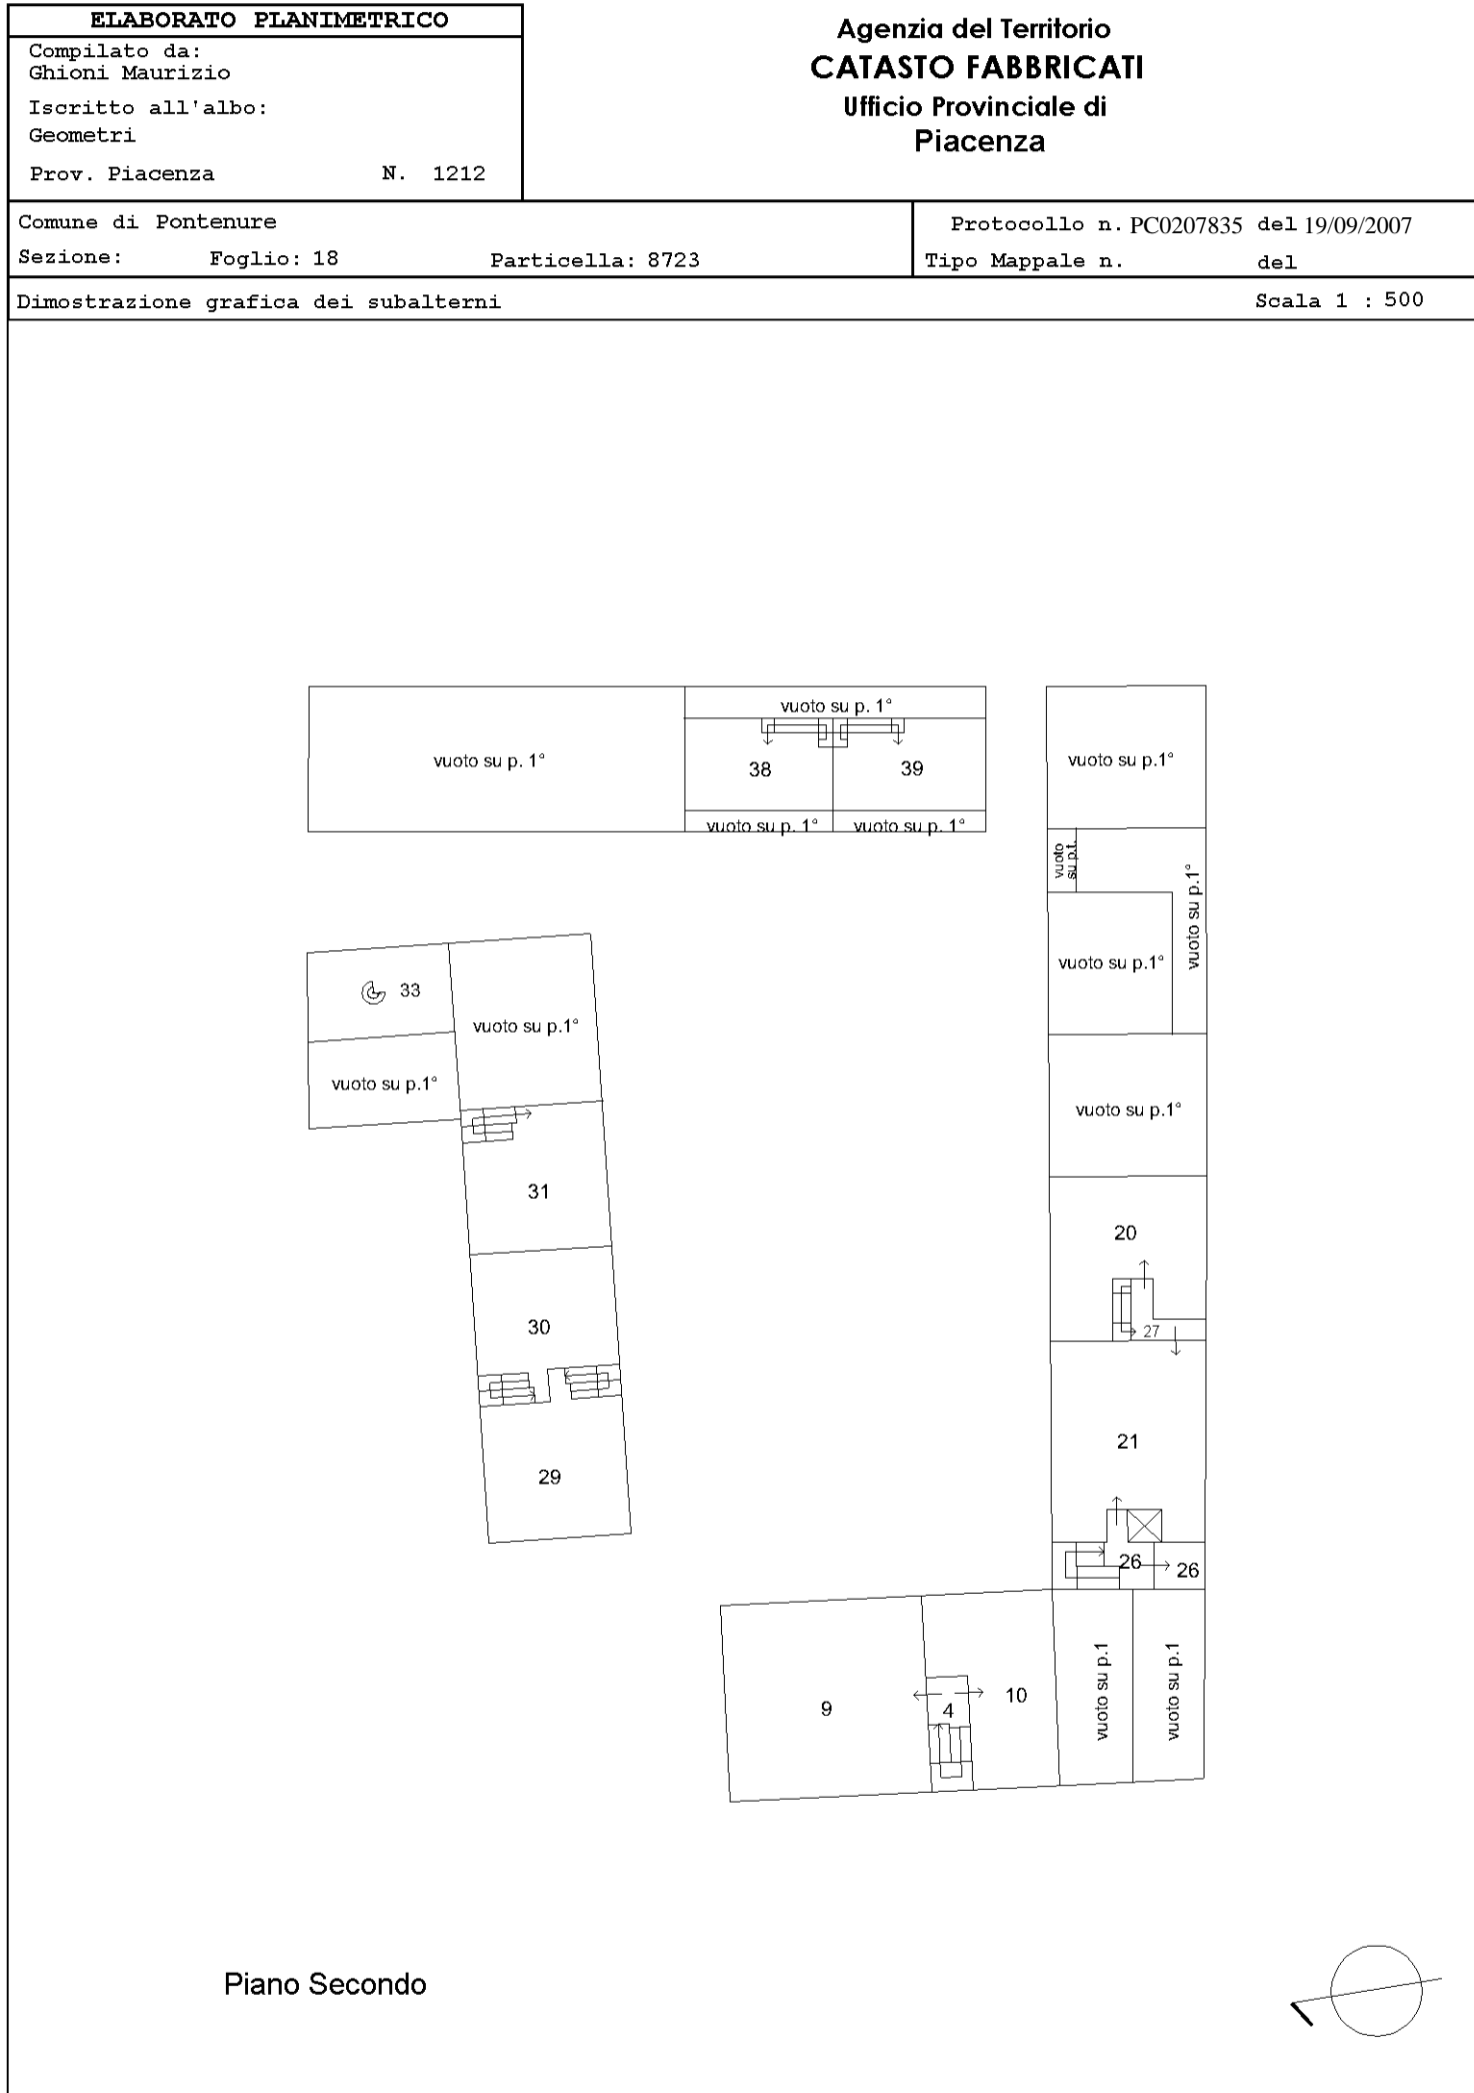 ELABORATO PLANIMETRICO
Compilato da:
Ghioni Maurizio
Iscritto all'albo:
Geometri
Prov. Piacenza N. 1212
Agenzia del Territorio
CATASTO FABBRICATI
Ufficio Provinciale di
Piacenza
Comune di Pontenure
Sezione: Foglio: 18 Particella: 8723
Protocollo n. PC0207835 del 19/09/2007
Tipo Mappale n. del
Dimostrazione grafica dei subalterni
Scala 1 : 500
vuoto su p. 1°
vuoto su p. 1°
38
39
vuoto su p. 1°
vuoto su p. 1°
vuoto su p.1°
vuoto
su p.t.
vuoto su p.1°
vuoto su p.1°
vuoto su p.1°
33
vuoto su p.1°
vuoto su p.1°
31
30
29
20
27
21
26
26
9
4
10
vuoto su p.1
vuoto su p.1
Piano Secondo